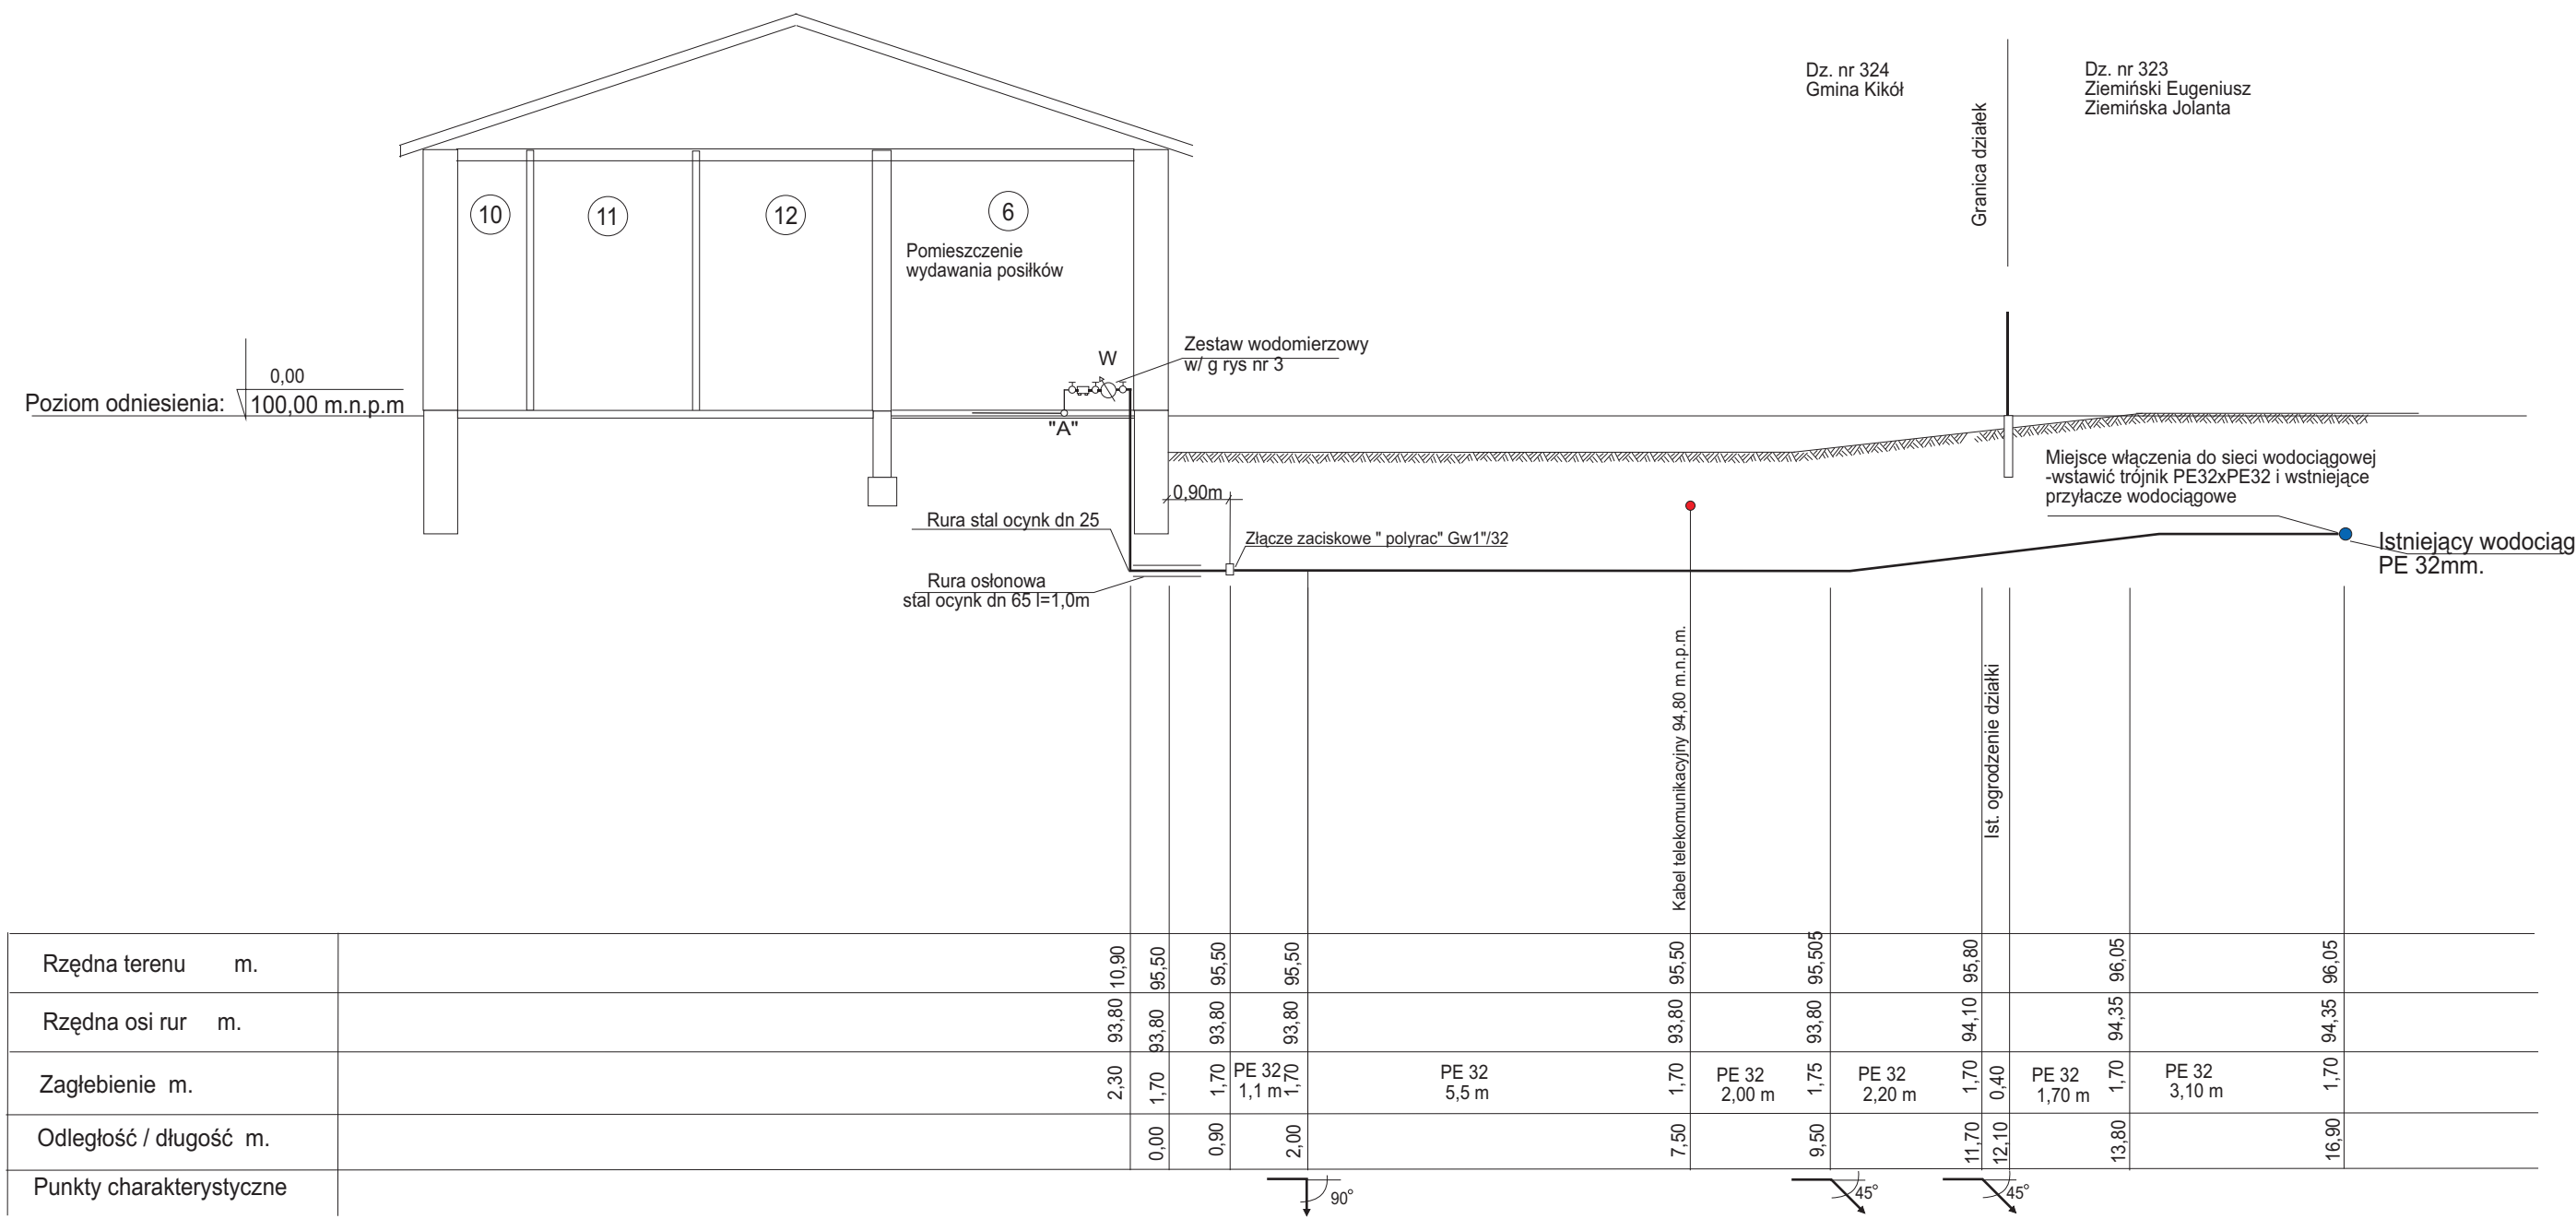 Dz. nr 324
Gmina Kikół
Granica działek
Dz. nr 323
Ziemiński Eugeniusz
Ziemińska Jolanta
10
11
12
6
Pomieszczenie
wydawania posiłków
W
Zestaw wodomierzowy
w/ g rys nr 3
0,00
Poziom odniesienia:
100,00 m.n.p.m
"A"
0,90m
Rura stal ocynk dn 25
Złącze zaciskowe " polyrac" Gw1"/32
Rura osłonowa
stal ocynk dn 65 l=1,0m
Miejsce włączenia do sieci wodociągowej
-wstawić trójnik PE32xPE32 i wstniejące
przyłacze wodociągowe
Istniejący wodociąg
PE 32mm.
Kabel telekomunikacyjny 94,80 m.n.p.m.
Ist. ogrodzenie działki
Rzędna terenu m.
10,90 95,50 95,50 95,50 95,50 95,505 95,80 96,05 96,05
Rzędna osi rur m.
93,80 93,80 93,80 93,80 93,80 93,80 94,10 94,35 94,35
Zagłebienie m.
2,30 1,70 1,70 PE 32 1,1 m 1,70 PE 32 5,5 m 1,70 PE 32 2,00 m 1,75 PE 32 2,20 m 1,70 0,40 PE 32 1,70 m 1,70 PE 32 3,10 m 1,70
Odległość / długość m.
0,00 0,90 2,00 7,50 9,50 11,70 12,10 13,80 16,90
Punkty charakterystyczne
90° 45° 45°